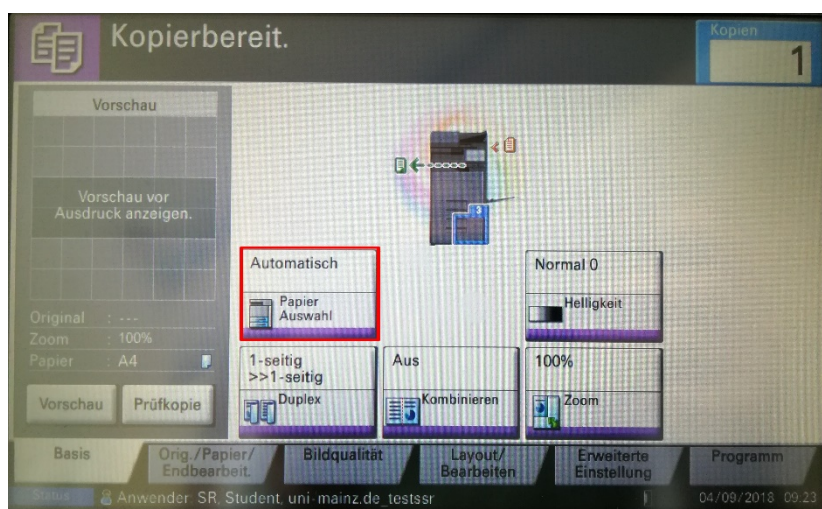 Kopierbereit.
Kopien
1
Vorschau
Vorschau vor
Ausdruck anzeigen.
Original : ---
Zoom : 100%
Papier : A4
Vorschau
Prüfkopie
3
Automatisch
Papier
Auswahl
Normal 0
Helligkeit
1-seitig
>>1-seitig
Duplex
Aus
Kombinieren
100%
Zoom
Basis
Orig./Papier/
Endbearbeit.
Bildqualität
Layout/
Bearbeiten
Erweiterte
Einstellung
Programm
Status
Anwender: SR, Student, uni-mainz.de_testssr
04/09/2018 09:23